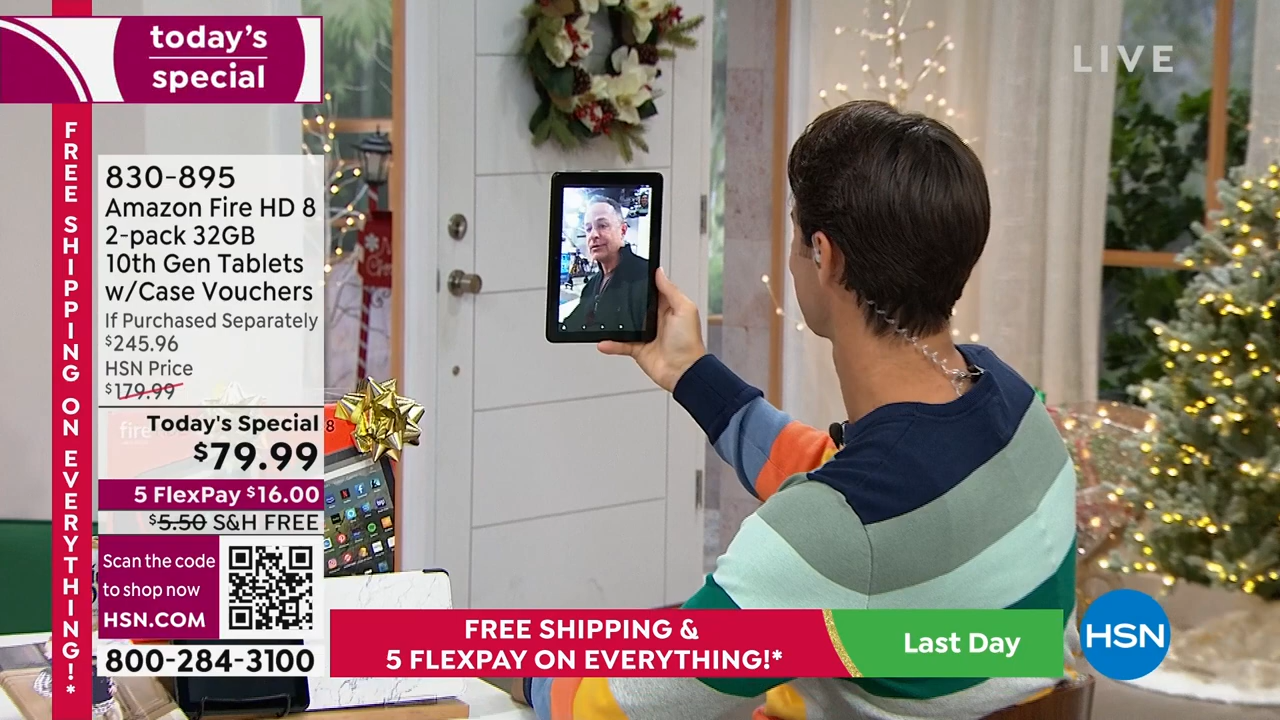 today's
special
LIVE
FREE SHIPPING ON EVERYTHING!*
830-895
Amazon Fire HD 8
2-pack 32GB
10th Gen Tablets
w/Case Vouchers
If Purchased Separately
$245.96
HSN Price
$179.99
fire
8
Today's Special
$79.99
5 FlexPay $16.00
$5.50 S&H FREE
Scan the code
to shop now
HSN.COM
800-284-3100
FREE SHIPPING &
5 FLEXPAY ON EVERYTHING!*
Last Day
HSN